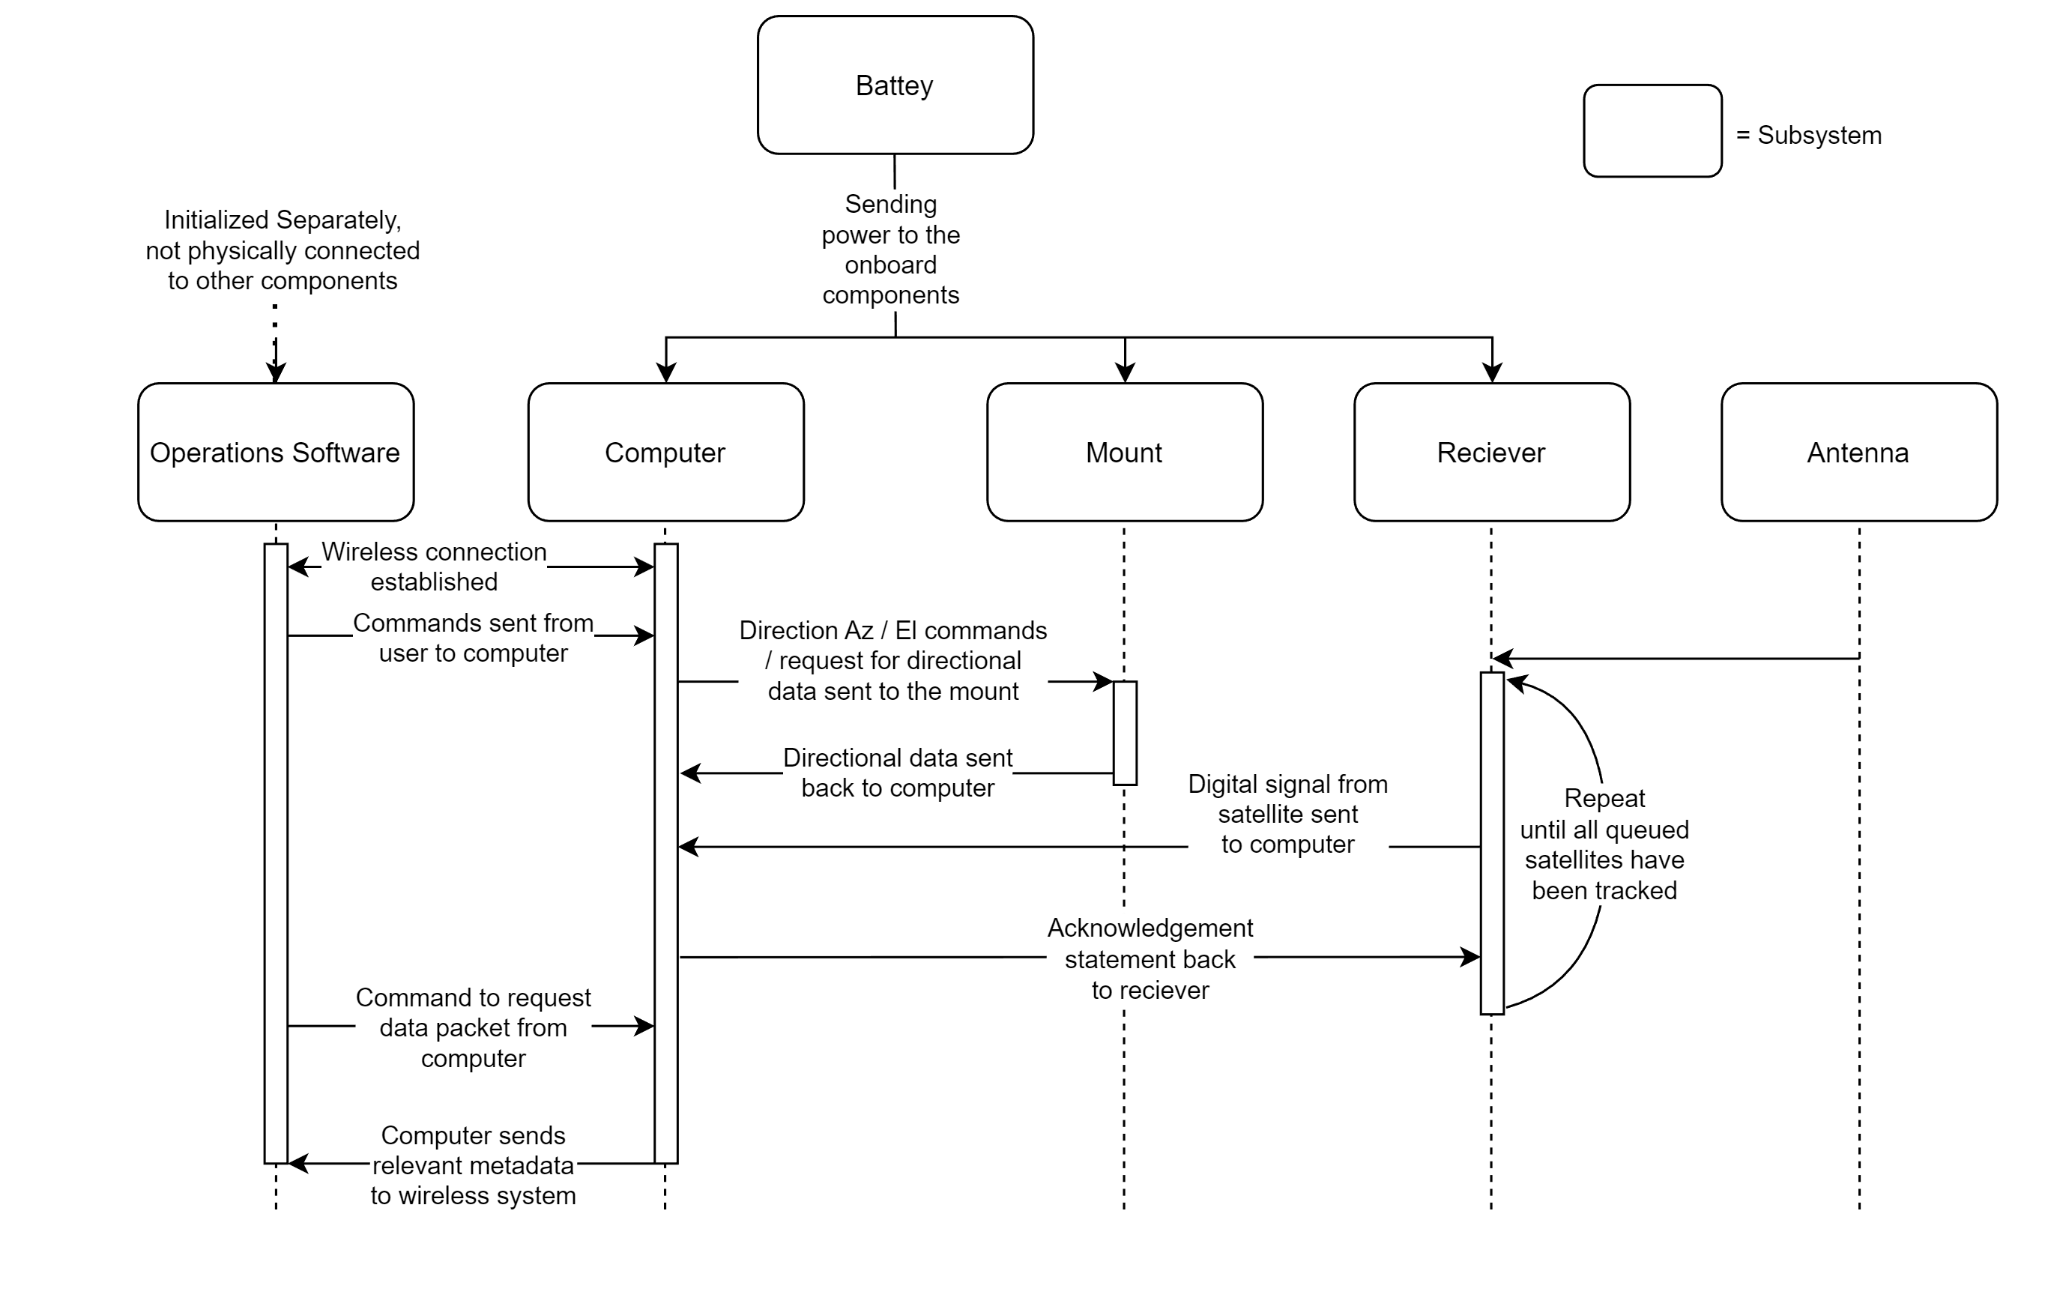 Battey
= Subsystem
Sending
power to the
onboard
components
Initialized Separately,
not physically connected
to other components
Operations Software
Computer
Mount
Reciever
Antenna
Wireless connection
established
Commands sent from
user to computer
Direction Az / El commands
/ request for directional
data sent to the mount
Directional data sent
back to computer
Digital signal from
satellite sent
to computer
Repeat
until all queued
satellites have
been tracked
Acknowledgement
statement back
to reciever
Command to request
data packet from
computer
Computer sends
relevant metadata
to wireless system